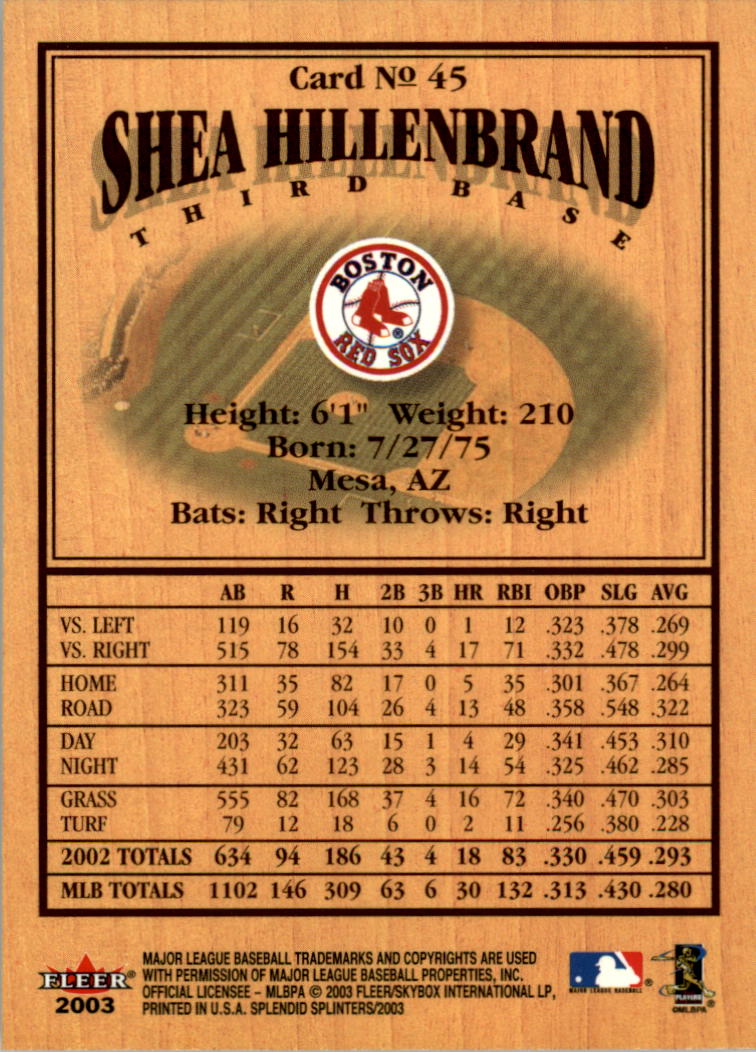 Card Nº 45
SHEA HILLENBRAND
THIRD BASE
BOSTON
RED SOX
®
Height: 6'1" Weight: 210
Born: 7/27/75
Mesa, AZ
Bats: Right Throws: Right
AB R H 2B 3B HR RBI OBP SLG AVG
VS. LEFT 119 16 32 10 0 1 12 .323 .378 .269
VS. RIGHT 515 78 154 33 4 17 71 .332 .478 .299
HOME 311 35 82 17 0 5 35 .301 .367 .264
ROAD 323 59 104 26 4 13 48 .358 .548 .322
DAY 203 32 63 15 1 4 29 .341 .453 .310
NIGHT 431 62 123 28 3 14 54 .325 .462 .285
GRASS 555 82 168 37 4 16 72 .340 .470 .303
TURF 79 12 18 6 0 2 11 .256 .380 .228
2002 TOTALS 634 94 186 43 4 18 83 .330 .459 .293
MLB TOTALS 1102 146 309 63 6 30 132 .313 .430 .280
FLEER®
2003
MAJOR LEAGUE BASEBALL TRADEMARKS AND COPYRIGHTS ARE USED
WITH PERMISSION OF MAJOR LEAGUE BASEBALL PROPERTIES, INC.
OFFICIAL LICENSEE – MLBPA © 2003 FLEER/SKYBOX INTERNATIONAL LP,
PRINTED IN U.S.A. SPLENDID SPLINTERS/2003
MAJOR LEAGUE BASEBALL ®
PLAYERS
©MLBPA